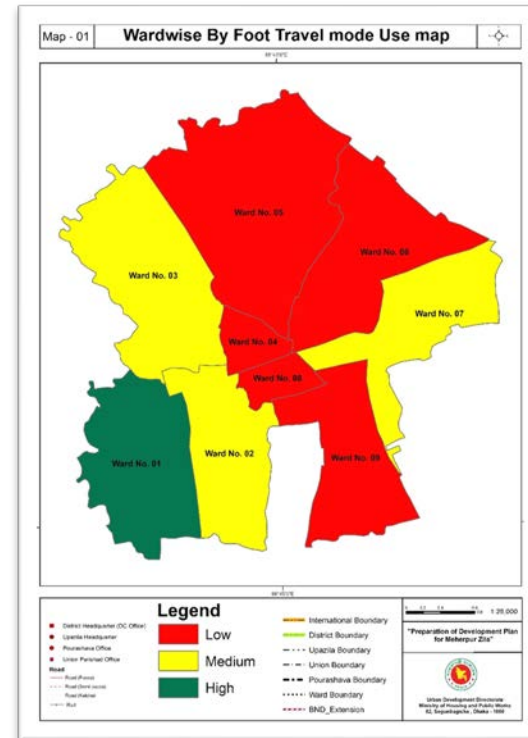 Map - 01
Wardwise By Foot Travel mode Use map
Ward No. 05
Ward No. 06
Ward No. 03
Ward No. 07
Ward No. 04
Ward No. 08
Ward No. 02
Ward No. 01
Ward No. 09
Legend
Low
Medium
High
District Headquarter (DC Office)
Upazila Headquarter
Pourashava Office
Union Parishad Office
Road
International Boundary
District Boundary
Upazila Boundary
Union Boundary
Pourashava Boundary
Ward Boundary
BND_Extension
"Preparation of Development Plan
for Meherpur Zila"
Urban Development Directorate
Ministry of Housing and Public Works